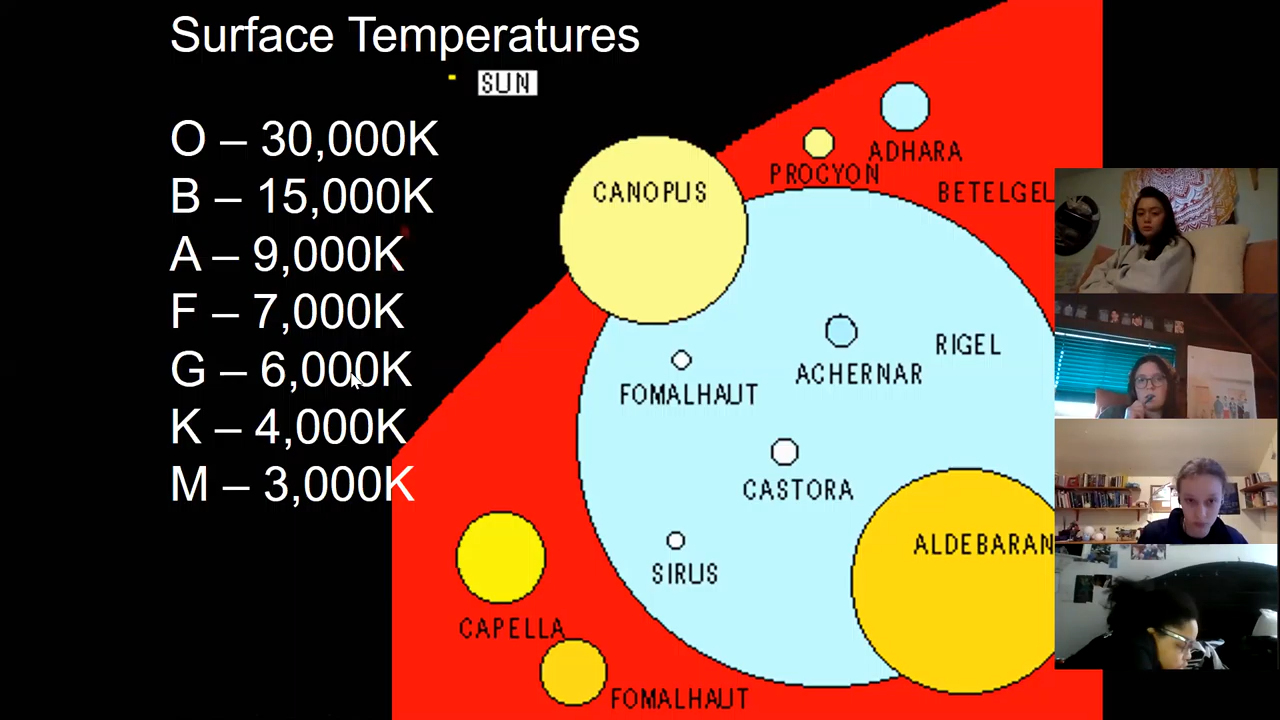 Surface Temperatures
SUN
O – 30,000K
B – 15,000K
A – 9,000K
F – 7,000K
G – 6,000K
K – 4,000K
M – 3,000K
ADHARA
PROCYON
CANOPUS
BETELGEU
RIGEL
ACHERNAR
FOMALHAUT
CASTORA
ALDEBARAN
SIRUS
CAPELLA
FOMALHAUT